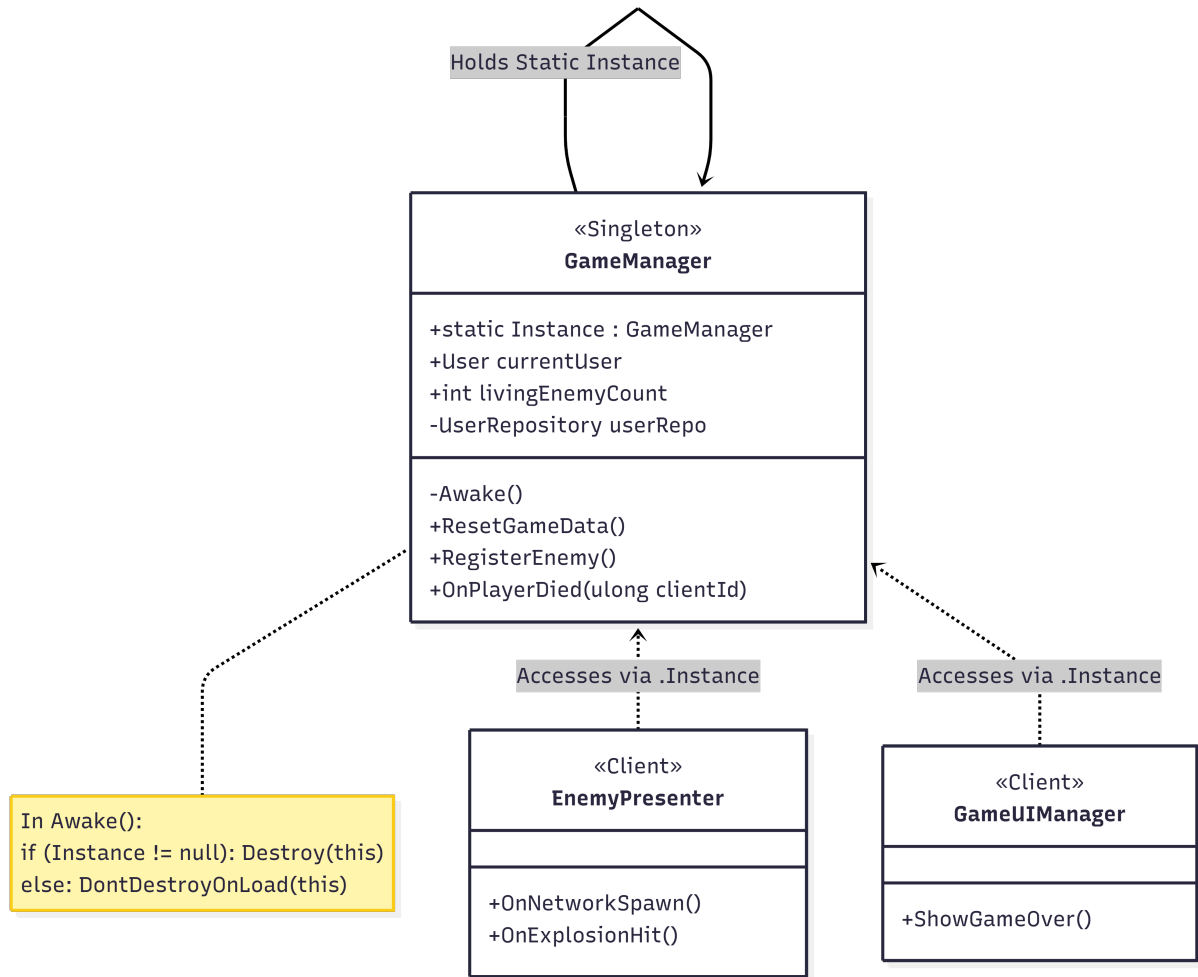 Holds Static Instance
«Singleton»
GameManager
+static Instance : GameManager
+User currentUser
+int livingEnemyCount
-UserRepository userRepo
-Awake()
+ResetGameData()
+RegisterEnemy()
+OnPlayerDied(ulong clientId)
Accesses via .Instance
Accesses via .Instance
In Awake():
if (Instance != null): Destroy(this)
else: DontDestroyOnLoad(this)
«Client»
EnemyPresenter
+OnNetworkSpawn()
+OnExplosionHit()
«Client»
GameUIManager
+ShowGameOver()